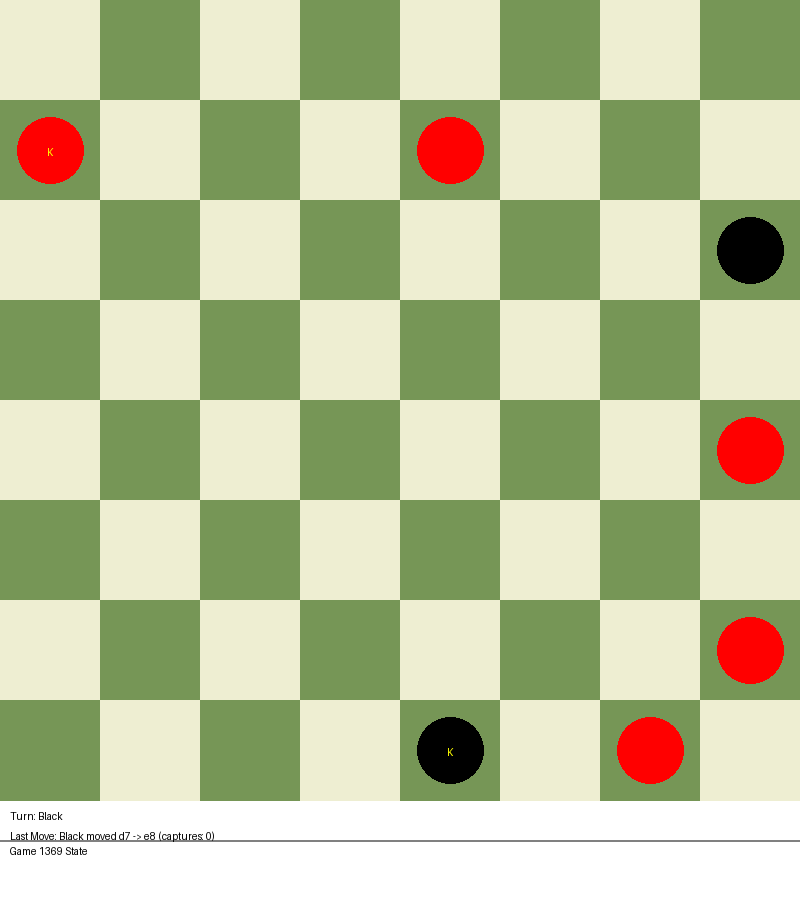 K
K
Turn: Black
Last Move: Black moved d7 -> e8 (captures: 0)
Game 1369 State